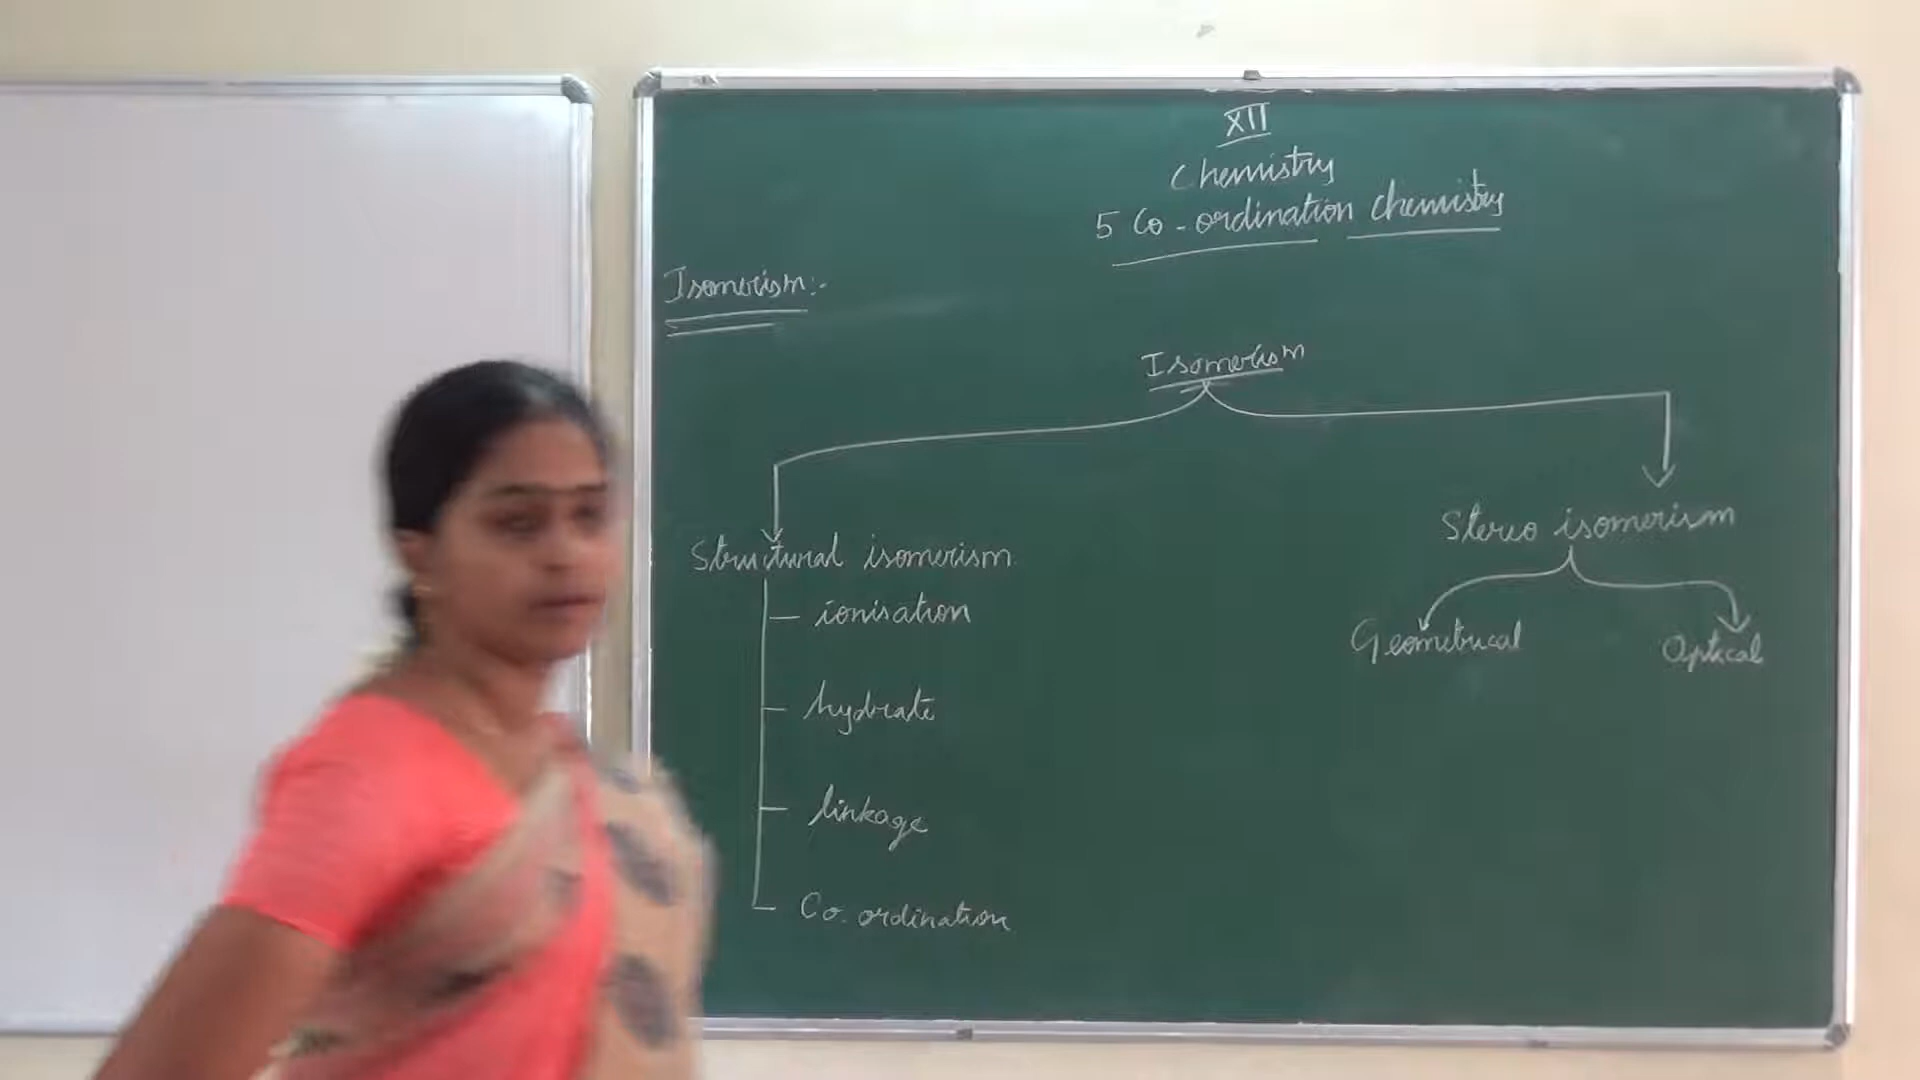 XII
Chemistry
5 Co-ordination chemistry
Isomerism:-
Isomerism
Structural isomerism
Stereo isomerism
ionisation
Geometrical
Optical
hydrate
linkage
Co. ordination